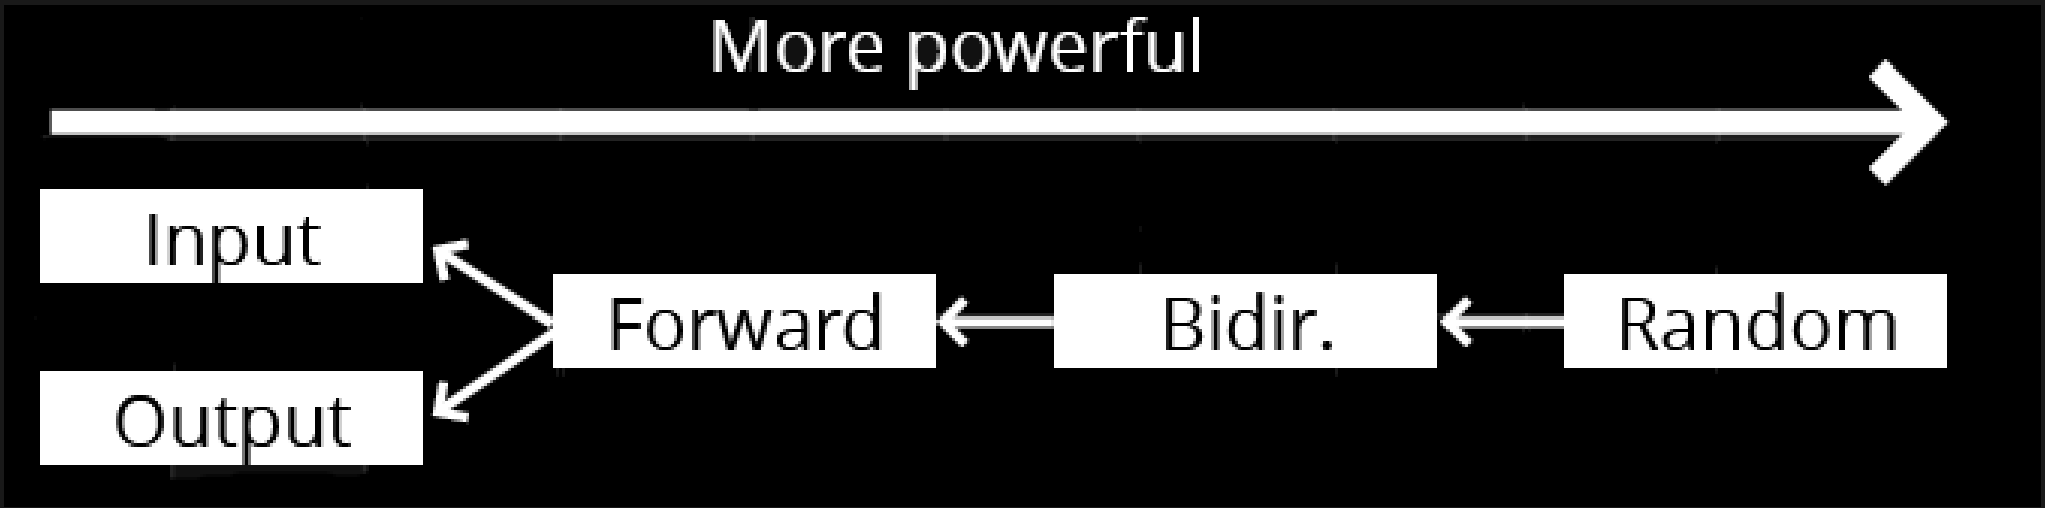 More powerful
Input
Output
Forward
Bidir.
Random